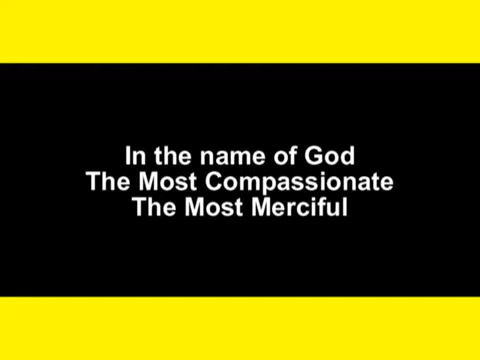 In the name of God
The Most Compassionate
The Most Merciful